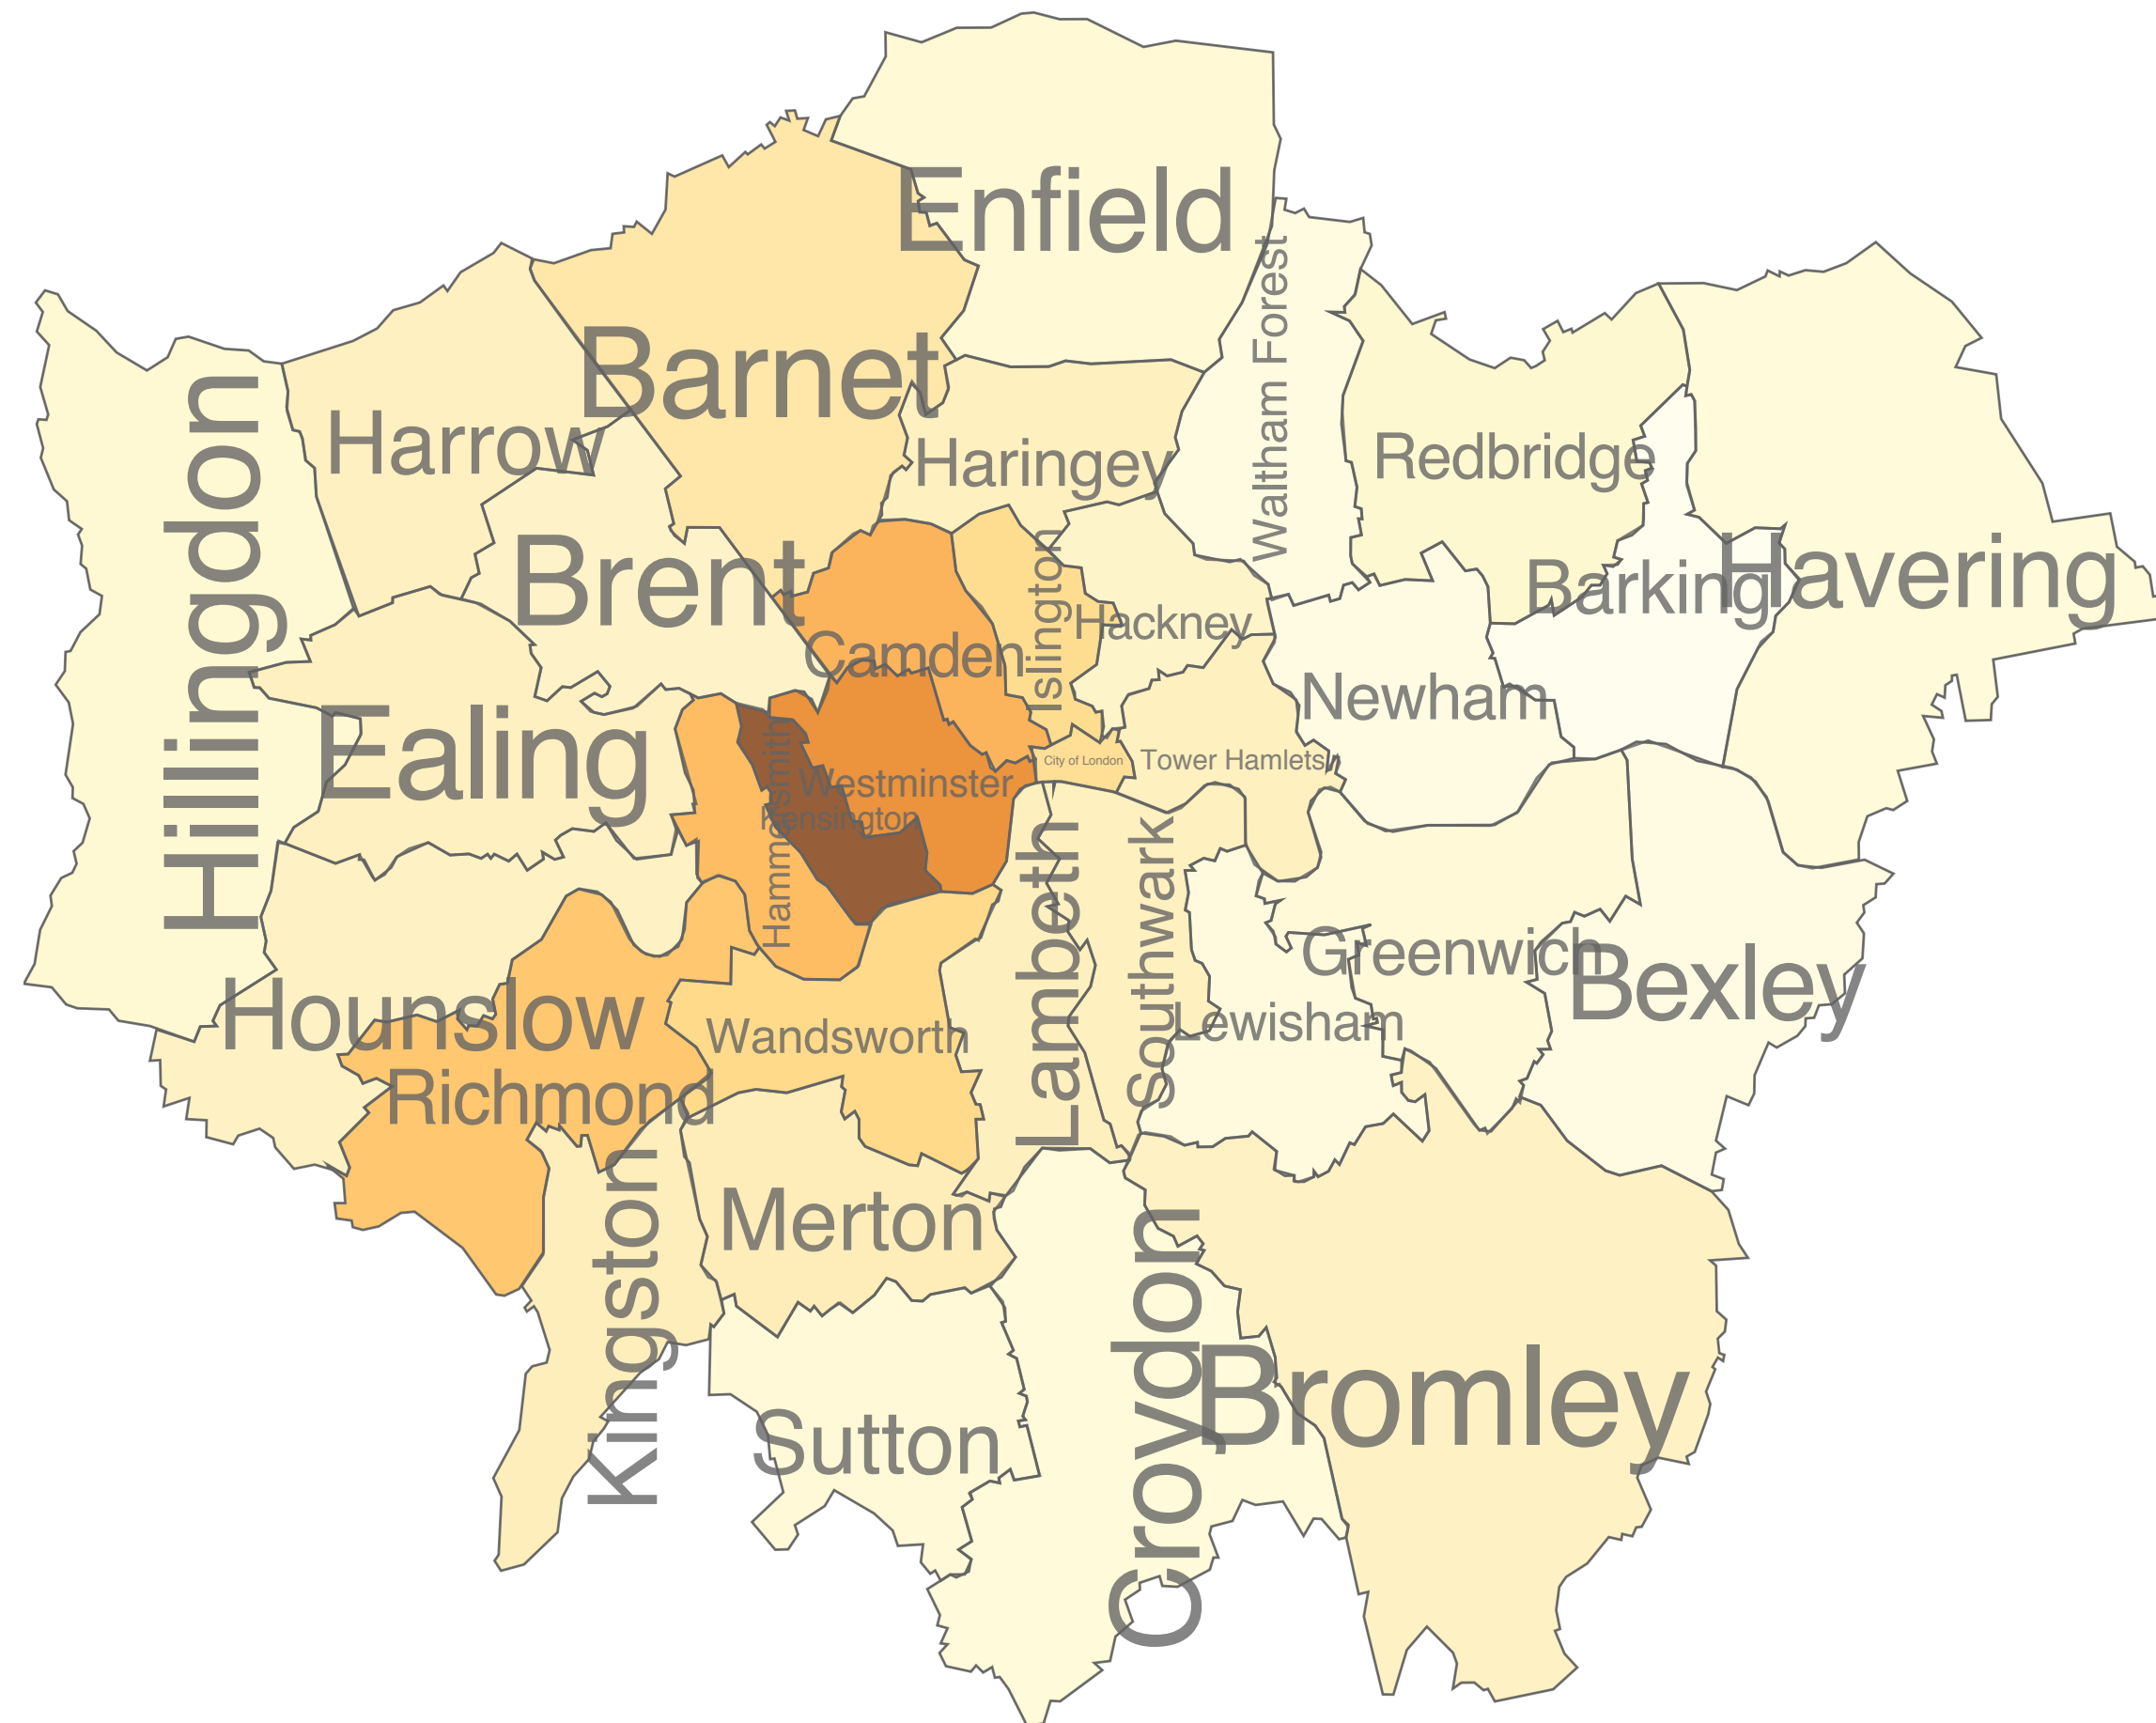 Enfield
Waltham Forest
Barnet
Harrow
Haringey
Redbridge
Hillingdon
Brent
Islington
Hackney
Barking
Havering
Camden
Newham
Ealing
Westminster
City of London
Tower Hamlets
Kensington
Hammersmith
Lambeth
Southwark
Greenwich
Bexley
Hounslow
Wandsworth
Lewisham
Richmond
Kingston
Merton
Croydon
Bromley
Sutton